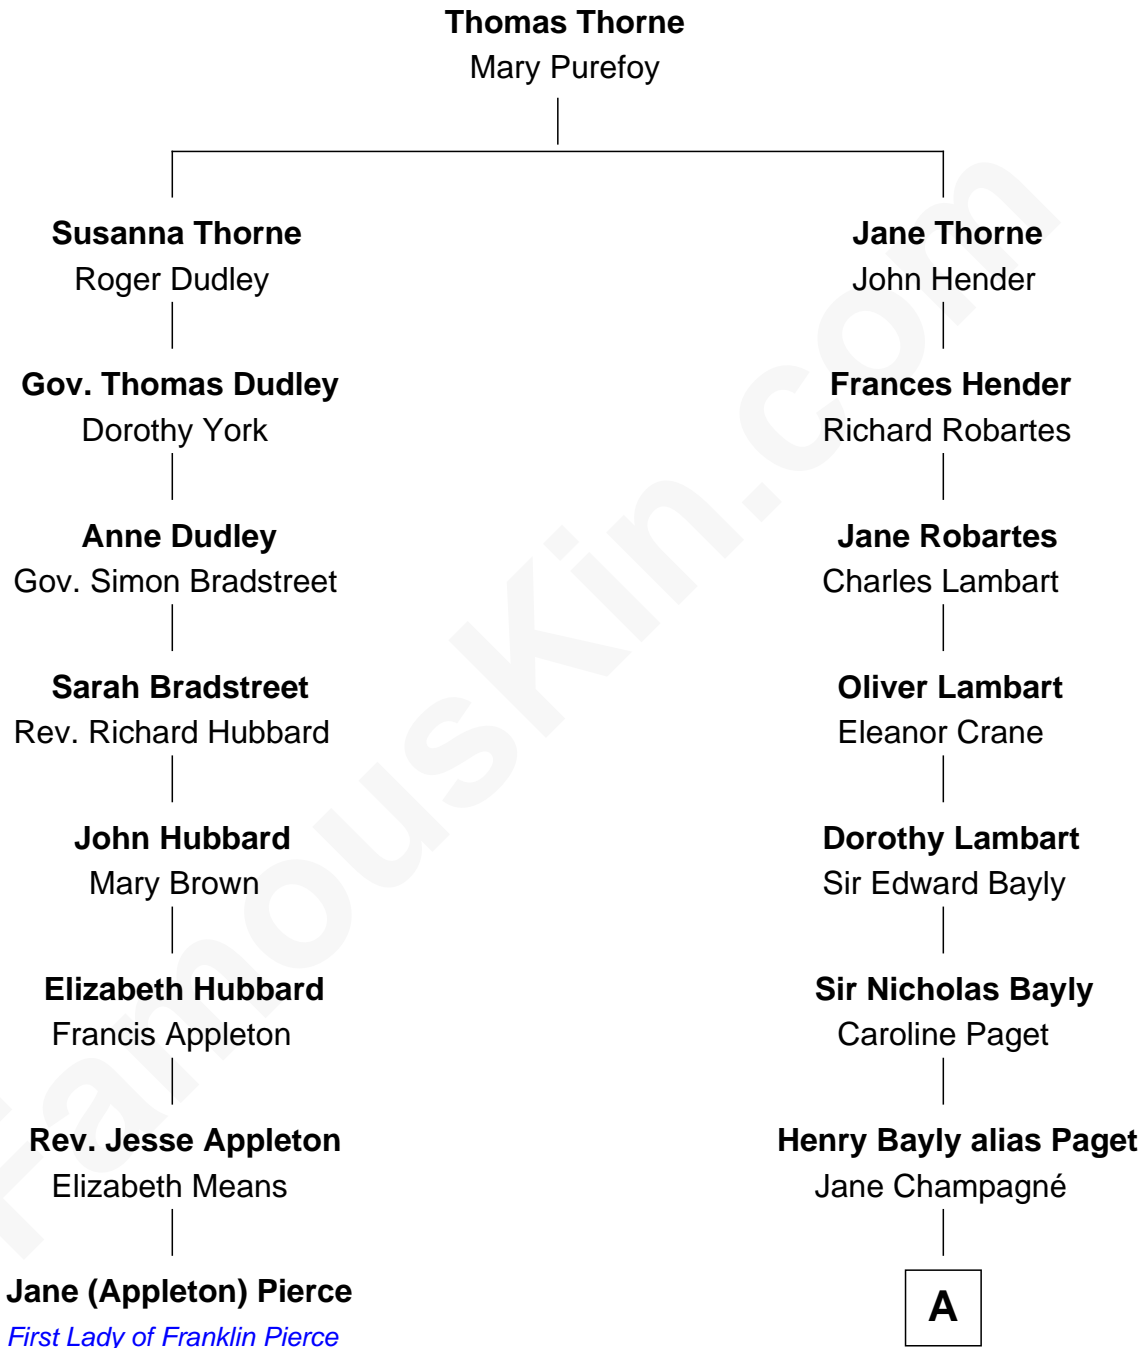 Thomas Thorne
Mary Purefoy
Susanna Thorne
Roger Dudley
Gov. Thomas Dudley
Dorothy York
Anne Dudley
Gov. Simon Bradstreet
Sarah Bradstreet
Rev. Richard Hubbard
John Hubbard
Mary Brown
Elizabeth Hubbard
Francis Appleton
Rev. Jesse Appleton
Elizabeth Means
Jane (Appleton) Pierce
First Lady of Franklin Pierce
Jane Thorne
John Hender
Frances Hender
Richard Robartes
Jane Robartes
Charles Lambart
Oliver Lambart
Eleanor Crane
Dorothy Lambart
Sir Edward Bayly
Sir Nicholas Bayly
Caroline Paget
Henry Bayly alias Paget
Jane Champagné
A
FamousKin.com